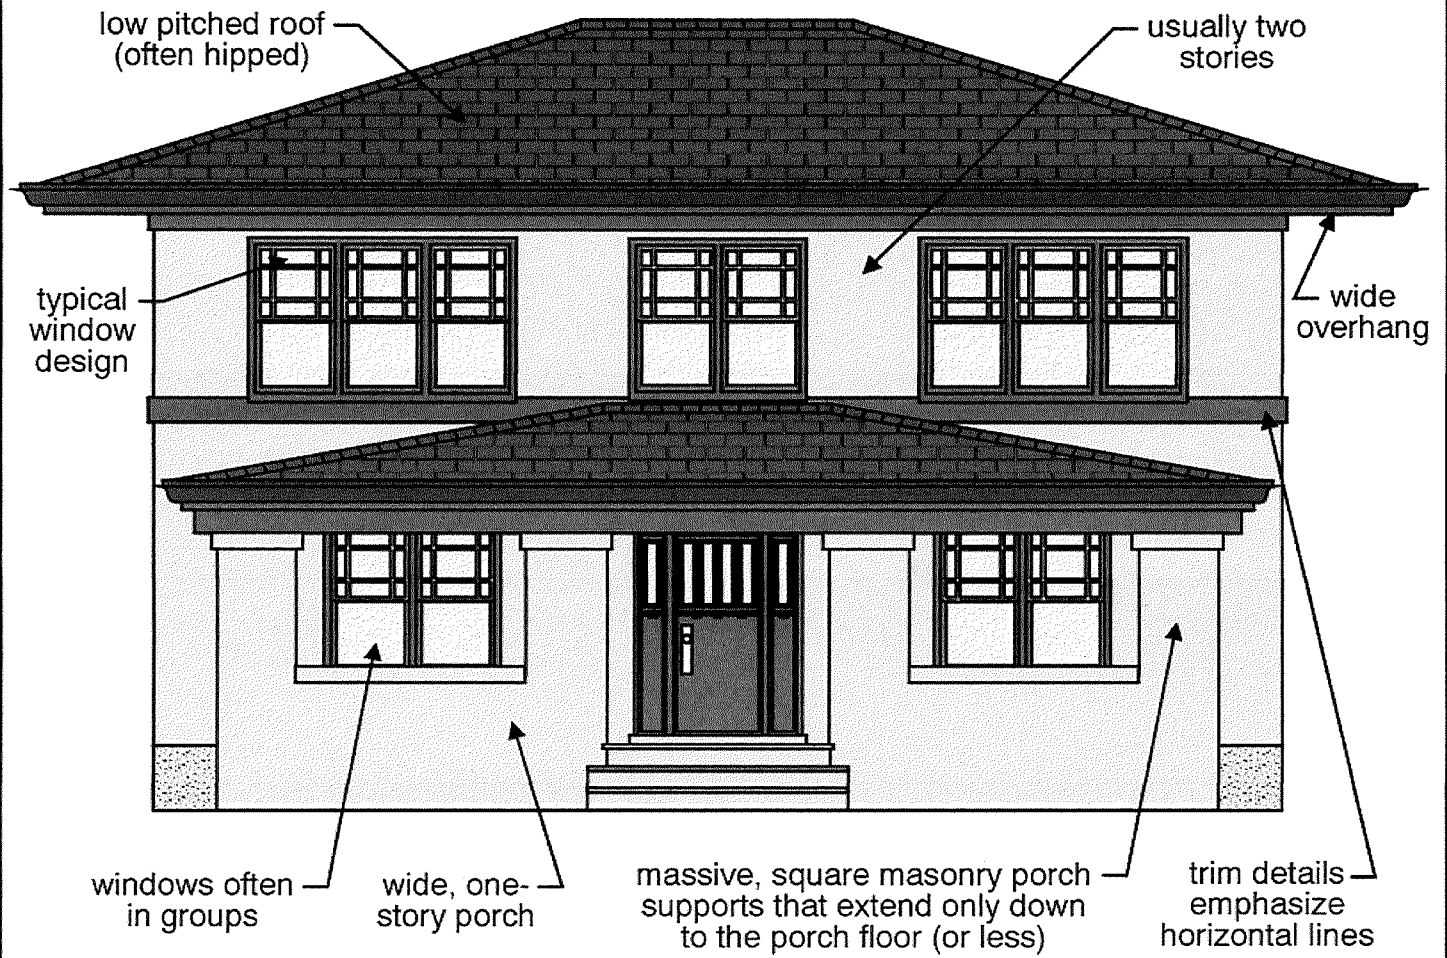 low pitched roof
(often hipped)
usually two
stories
typical
window
design
wide
overhang
windows often
in groups
wide, one-
story porch
massive, square masonry porch
supports that extend only down
to the porch floor (or less)
trim details
emphasize
horizontal lines